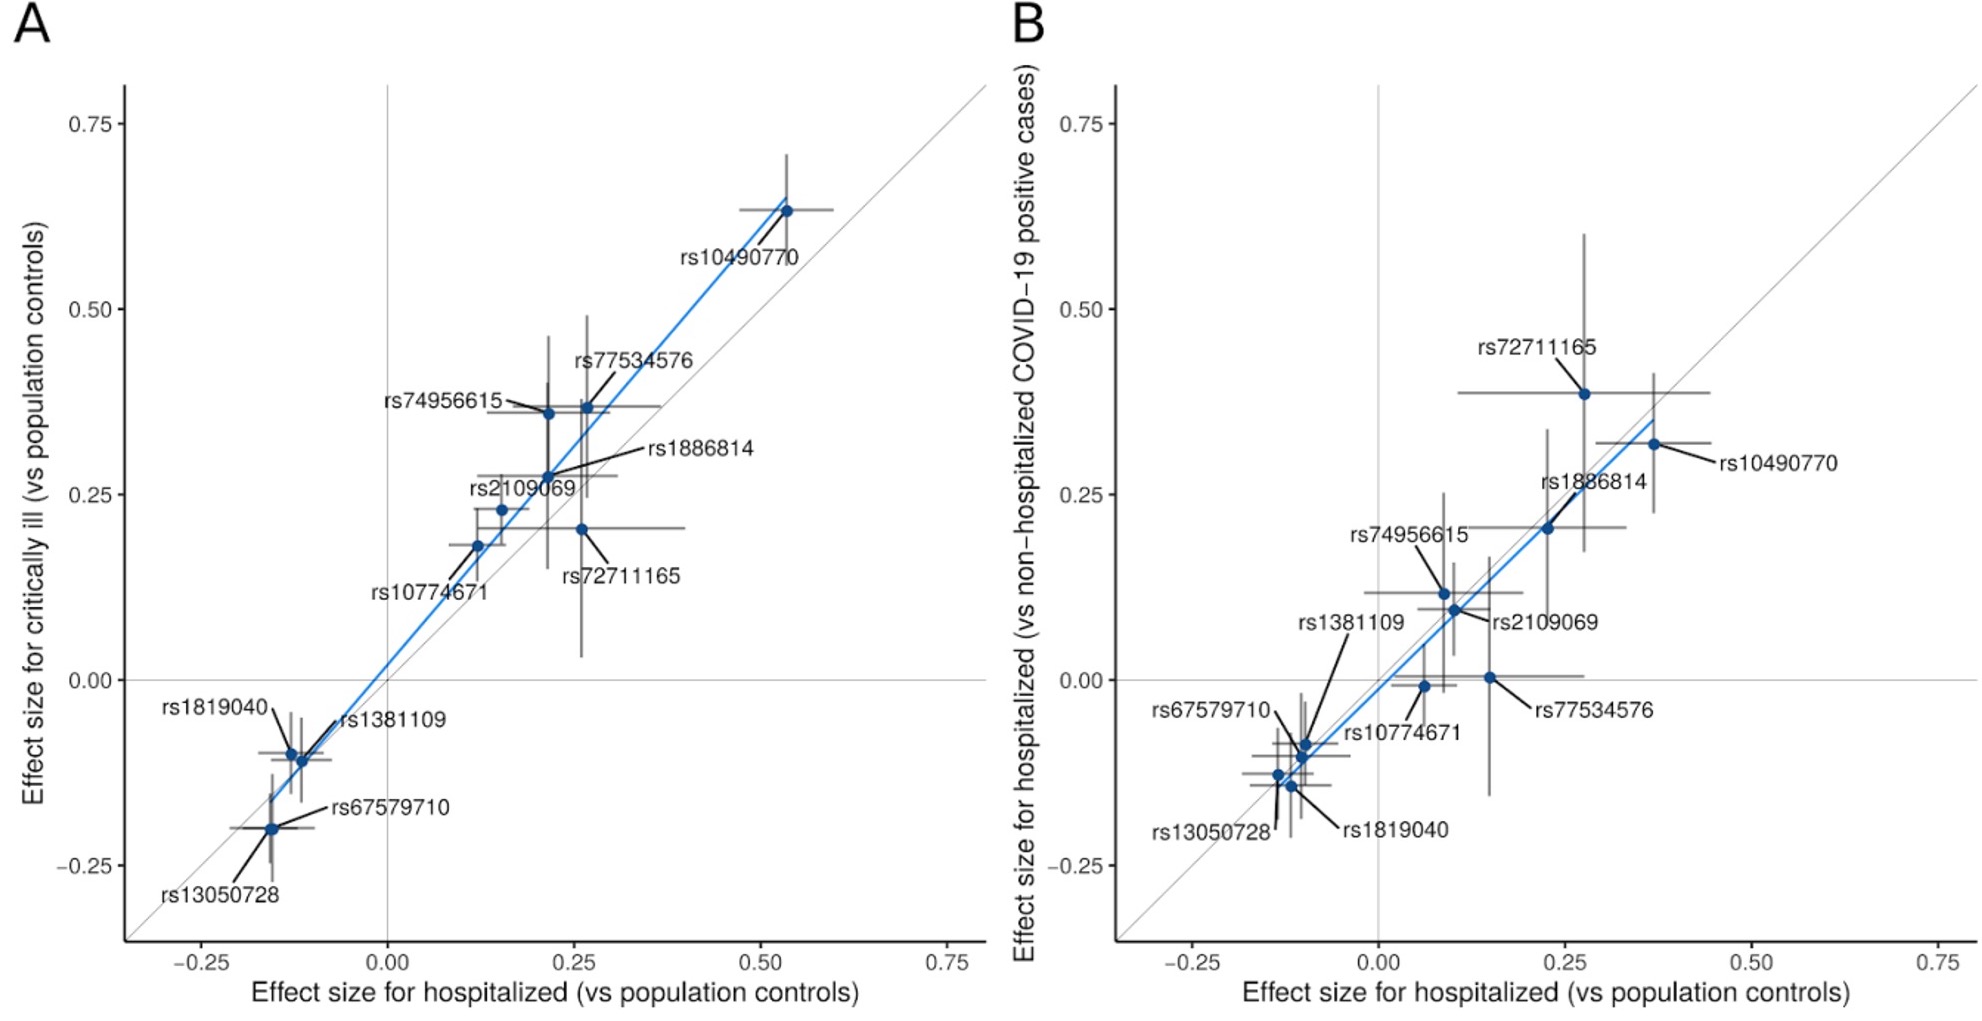 A
Effect size for critically ill (vs population controls)
0.75
0.50
0.25
0.00
−0.25
rs10490770
rs77534576
rs74956615
rs1886814
rs2109069
rs72711165
rs10774671
rs1819040
rs1381109
rs67579710
rs13050728
−0.25
0.00
0.25
0.50
0.75
Effect size for hospitalized (vs population controls)
B
Effect size for hospitalized (vs non−hospitalized COVID−19 positive cases)
0.75
0.50
0.25
0.00
−0.25
rs72711165
rs10490770
rs1886814
rs74956615
rs1381109
rs2109069
rs67579710
rs77534576
rs10774671
rs13050728
rs1819040
−0.25
0.00
0.25
0.50
0.75
Effect size for hospitalized (vs population controls)